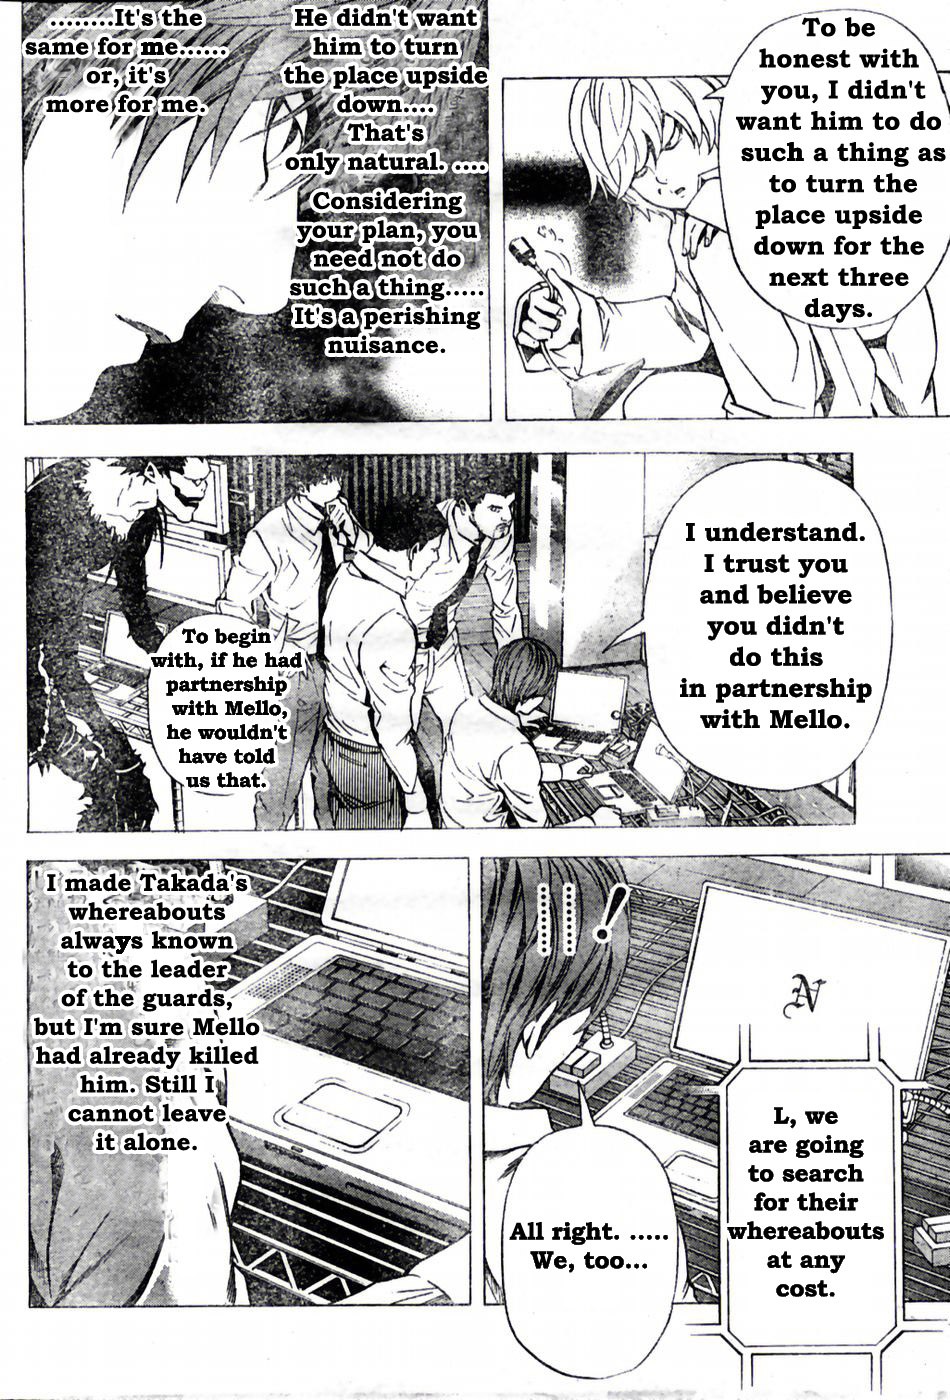 To be
honest with
you, I didn't
want him to do
such a thing as
to turn the
place upside
down for the
next three
days.
He didn't want
him to turn
the place upside
down....
That's
only natural. ....
Considering
your plan, you
need not do
such a thing.....
It's a perishing
nuisance.
........It's the
same for me......
or, it's
more for me.
I understand.
I trust you
and believe
you didn't
do this
in partnership
with Mello.
To begin
with, if he had
partnership
with Mello,
he wouldn't
have told
us that.
!
N
L, we
are going
to search
for their
whereabouts
at any
cost.
All right. .....
We, too...
I made Takada's
whereabouts
always known
to the leader
of the guards,
but I'm sure Mello
had already killed
him. Still I
cannot leave
it alone.